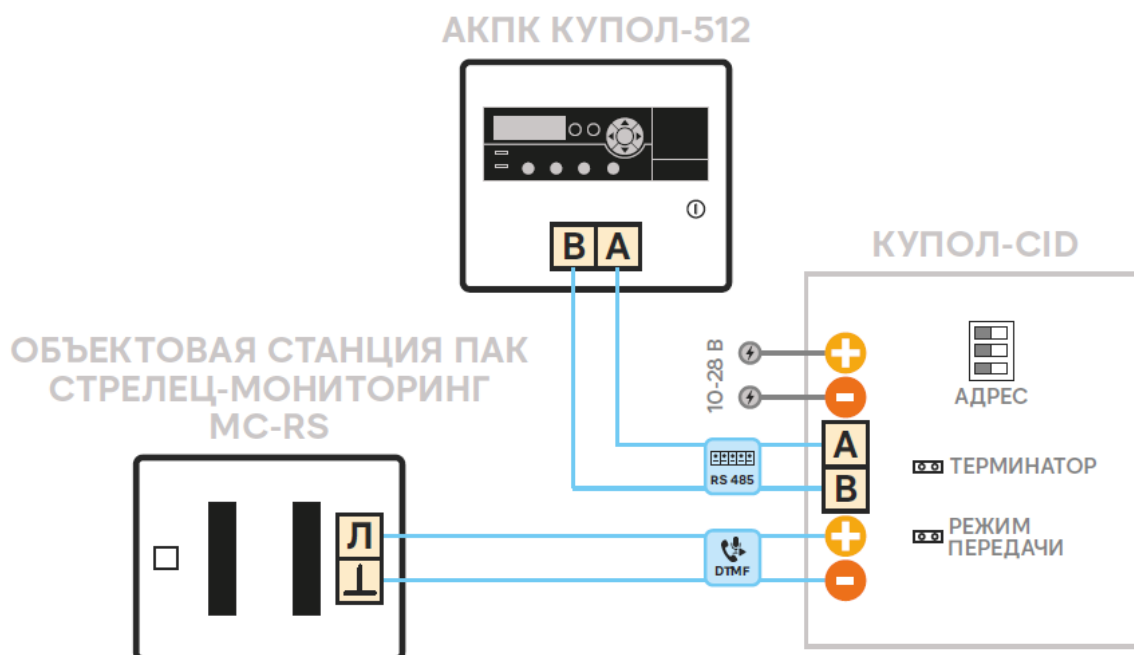 АКПК КУПОЛ-512
В А
КУПОЛ-CID
ОБЪЕКТОВАЯ СТАНЦИЯ ПАК
СТРЕЛЕЦ-МОНИТОРИНГ
МС-RS
10-28 В
+
-
АДРЕС
А
В
RS 485
ТЕРМИНАТОР
Л
⊥
DTMF
+
-
РЕЖИМ
ПЕРЕДАЧИ